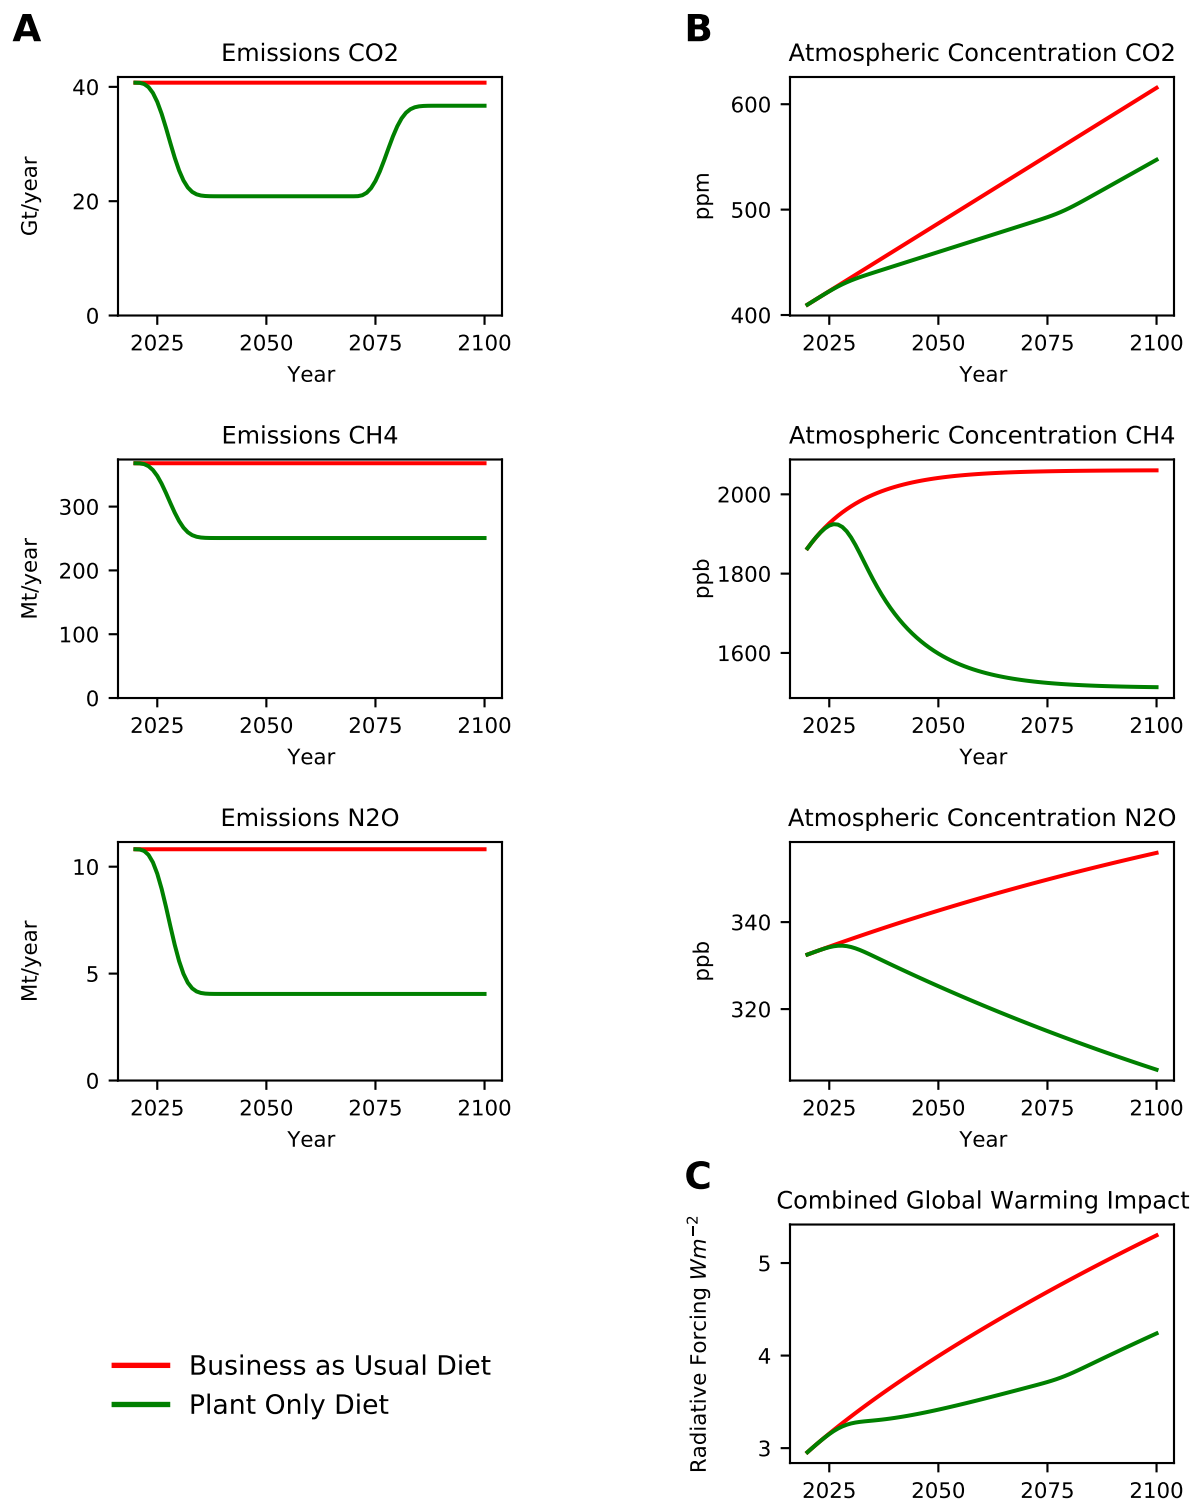 A
Emissions CO2
40
20
0
Gt/year
2025 2050 2075 2100
Year
Emissions CH4
300
200
100
0
Mt/year
2025 2050 2075 2100
Year
Emissions N2O
10
5
0
Mt/year
2025 2050 2075 2100
Year
Business as Usual Diet
Plant Only Diet
B
Atmospheric Concentration CO2
600
500
400
ppm
2025 2050 2075 2100
Year
Atmospheric Concentration CH4
2000
1800
1600
ppb
2025 2050 2075 2100
Year
Atmospheric Concentration N2O
340
320
ppb
2025 2050 2075 2100
Year
C
Combined Global Warming Impact
5
4
3
Radiative Forcing Wm⁻²
2025 2050 2075 2100